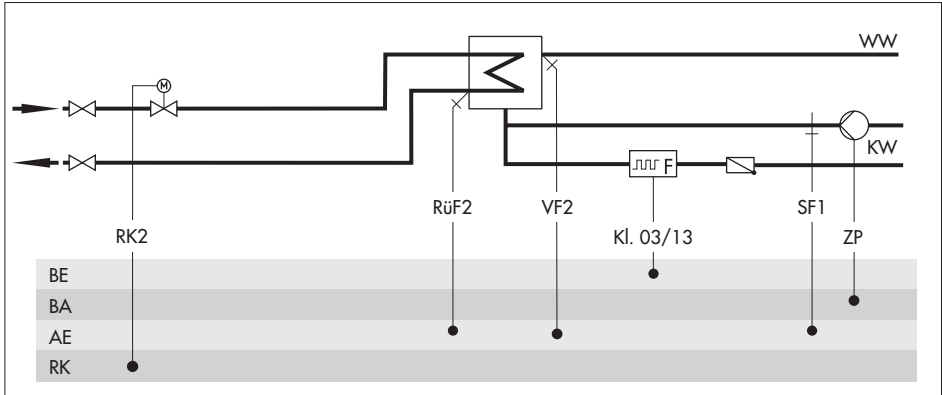 WW
M
KW
F
RüF2 VF2 SF1
RK2 Kl. 03/13 ZP
BE
BA
AE
RK